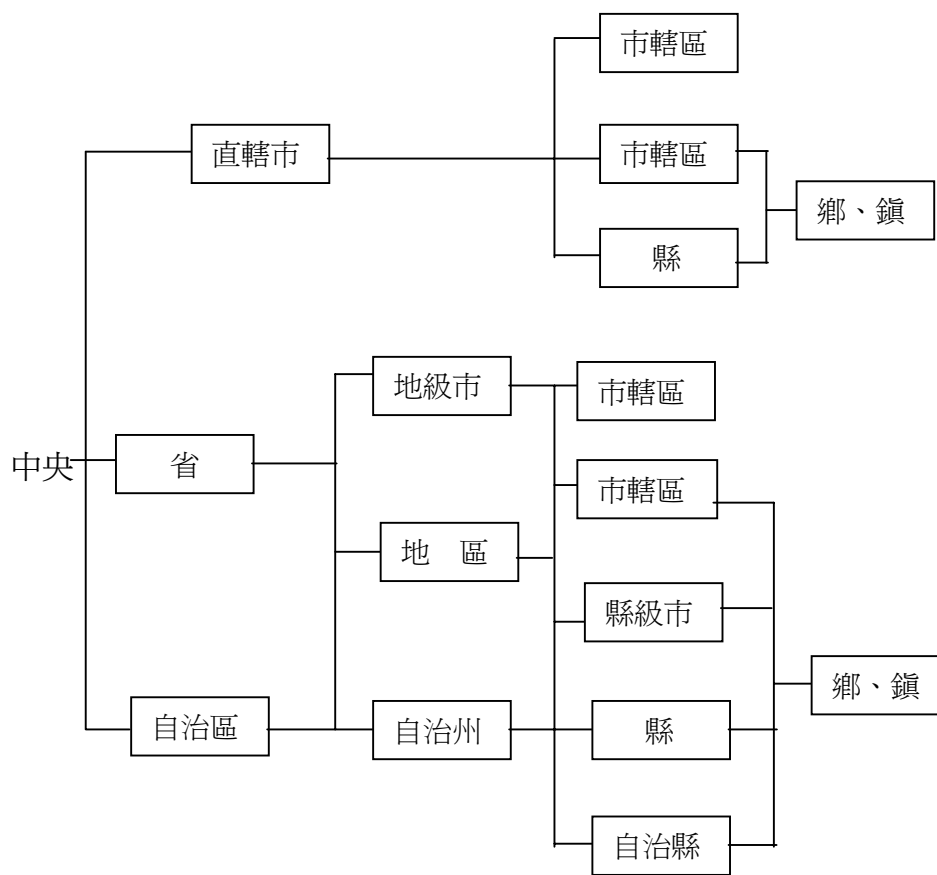 市轄區
直轄市
市轄區
鄉、鎮
縣
地級市
市轄區
中央
省
市轄區
地　區
縣級市
鄉、鎮
自治區
自治州
縣
自治縣